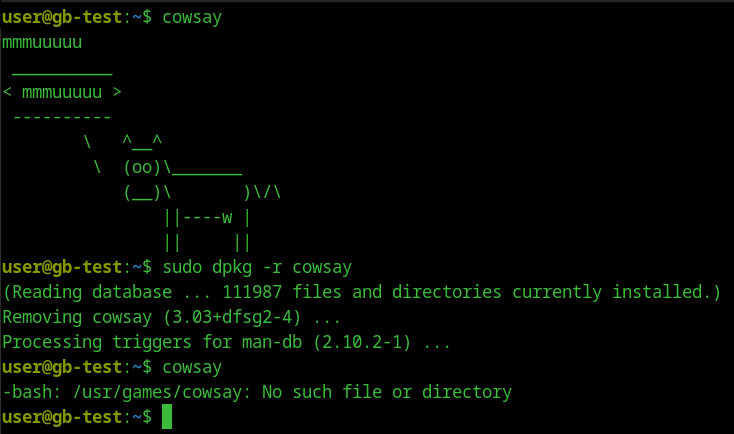 user@gb-test:~$ cowsay
mmmuuuuu
 __________
< mmmuuuuu >
 ----------
        \   ^__^
         \  (oo)\_______
            (__)\       )\/\
                ||----w |
                ||     ||
user@gb-test:~$ sudo dpkg -r cowsay
(Reading database ... 111987 files and directories currently installed.)
Removing cowsay (3.03+dfsg2-4) ...
Processing triggers for man-db (2.10.2-1) ...
user@gb-test:~$ cowsay
-bash: /usr/games/cowsay: No such file or directory
user@gb-test:~$